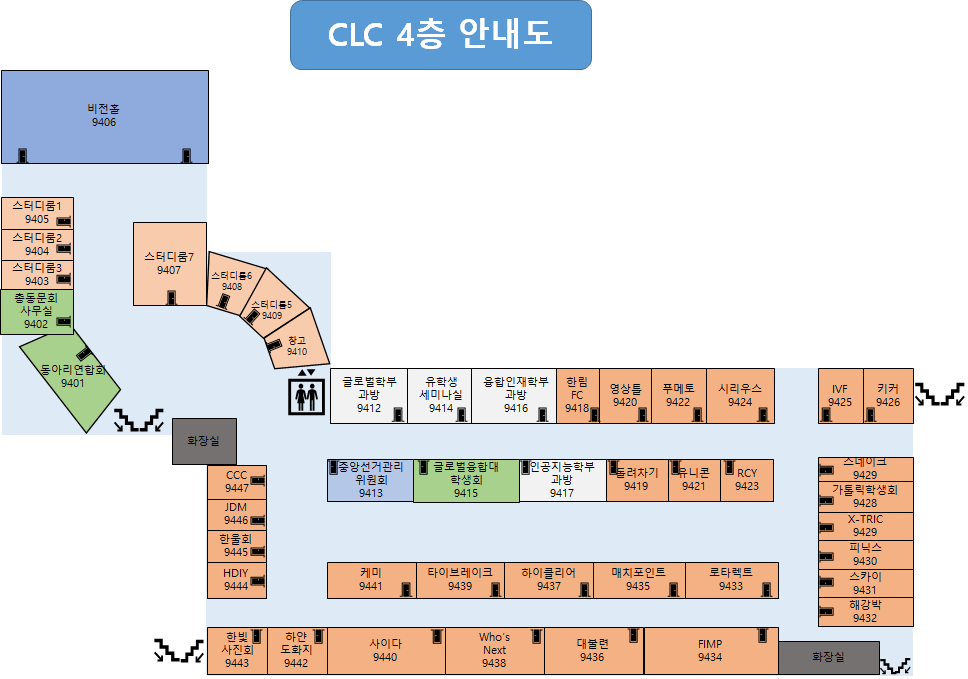 CLC 4층 안내도
비전홀
9406
스터디룸1
9405
스터디룸2
9404
스터디룸3
9403
총동문회
사무실
9402
동아리연합회
9401
스터디룸7
9407
스터디룸6
9408
스터디룸5
9409
창고
9410
글로벌학부
과방
9412
유학생
세미나실
9414
융합인재학부
과방
9416
한림
FC
9418
영상틀
9420
푸메토
9422
시리우스
9424
IVF
9425
키커
9426
화장실
CCC
9447
JDM
9446
한울회
9445
HDIY
9444
중앙선거관리
위원회
9413
글로벌융합대
학생회
9415
인공지능학부
과방
9417
돌려차기
9419
유니콘
9421
RCY
9423
스네이크
9429
가톨릭학생회
9428
X-TRIC
9429
피닉스
9430
스카이
9431
해강박
9432
케미
9441
타이브레이크
9439
하이클리어
9437
매치포인트
9435
로타렉트
9433
한빛
사진회
9443
하얀
도화지
9442
사이다
9440
Who's
Next
9438
대불련
9436
FIMP
9434
화장실